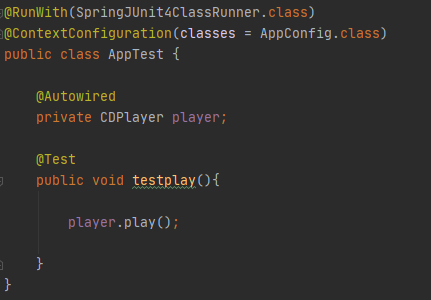 @RunWith(SpringJUnit4ClassRunner.class)
@ContextConfiguration(classes = AppConfig.class)
public class AppTest {
@Autowired
private CDPlayer player;
@Test
public void testplay(){
player.play();
}
}